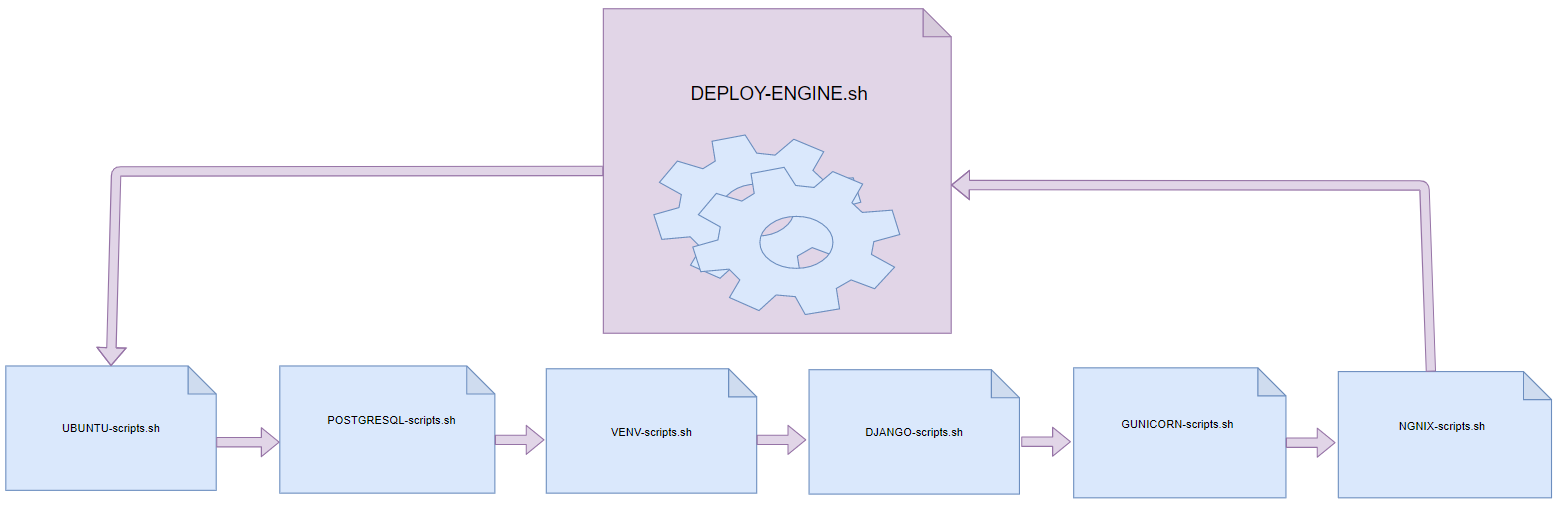 DEPLOY-ENGINE.sh
UBUNTU-scripts.sh
POSTGRESQL-scripts.sh
VENV-scripts.sh
DJANGO-scripts.sh
GUNICORN-scripts.sh
NGNIX-scripts.sh